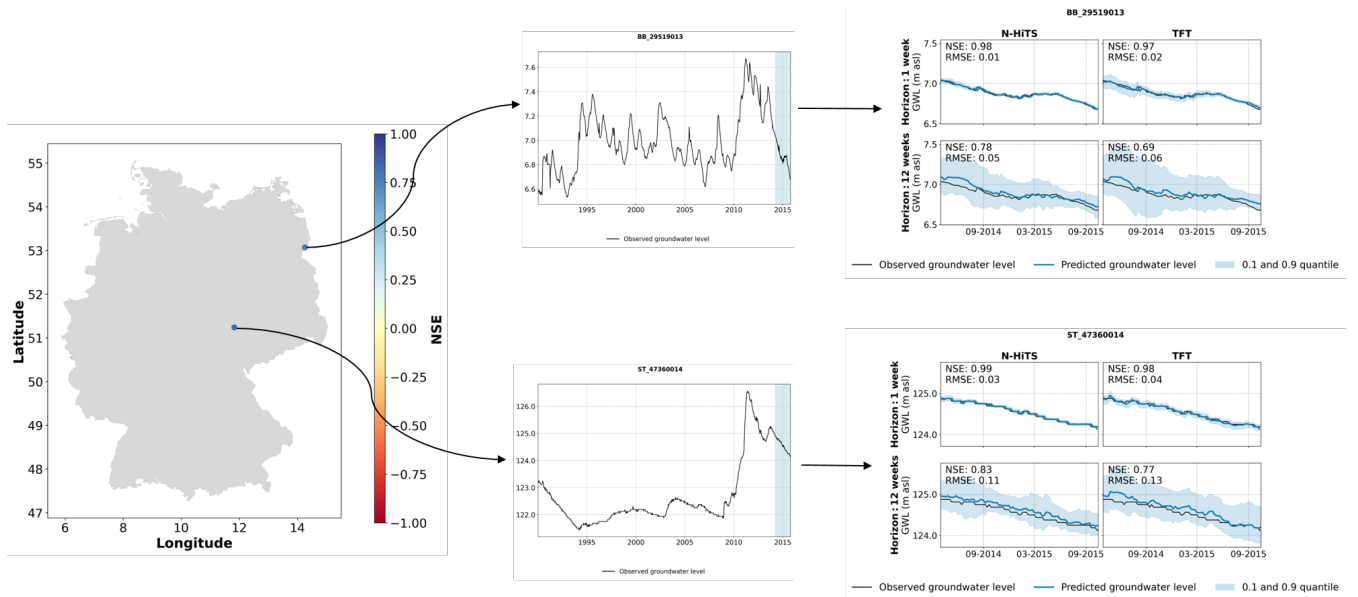 55
54
53
52
51
50
49
48
47
6
8
10
12
14
Latitude
Longitude
1.00
0.75
0.50
0.25
0.00
−0.25
−0.50
−0.75
−1.00
NSE
BB_29519013
7.6
7.4
7.2
7.0
6.8
6.6
1995
2000
2005
2010
2015
Observed groundwater level
BB_29519013
N-HiTS
TFT
Horizon: 1 week
GWL (m asl)
7.5
7.0
6.5
NSE: 0.98
RMSE: 0.01
NSE: 0.97
RMSE: 0.02
Horizon: 12 weeks
GWL (m asl)
7.5
7.0
6.5
NSE: 0.78
RMSE: 0.05
NSE: 0.69
RMSE: 0.06
09-2014
03-2015
09-2015
09-2014
03-2015
09-2015
Observed groundwater level
Predicted groundwater level
0.1 and 0.9 quantile
ST_47360014
126.0
125.0
124.0
123.0
122.0
1995
2000
2005
2010
2015
Observed groundwater level
ST_47360014
N-HiTS
TFT
Horizon: 1 week
GWL (m asl)
125.0
124.0
NSE: 0.99
RMSE: 0.03
NSE: 0.98
RMSE: 0.04
Horizon: 12 weeks
GWL (m asl)
125.0
124.0
NSE: 0.83
RMSE: 0.11
NSE: 0.77
RMSE: 0.13
09-2014
03-2015
09-2015
09-2014
03-2015
09-2015
Observed groundwater level
Predicted groundwater level
0.1 and 0.9 quantile